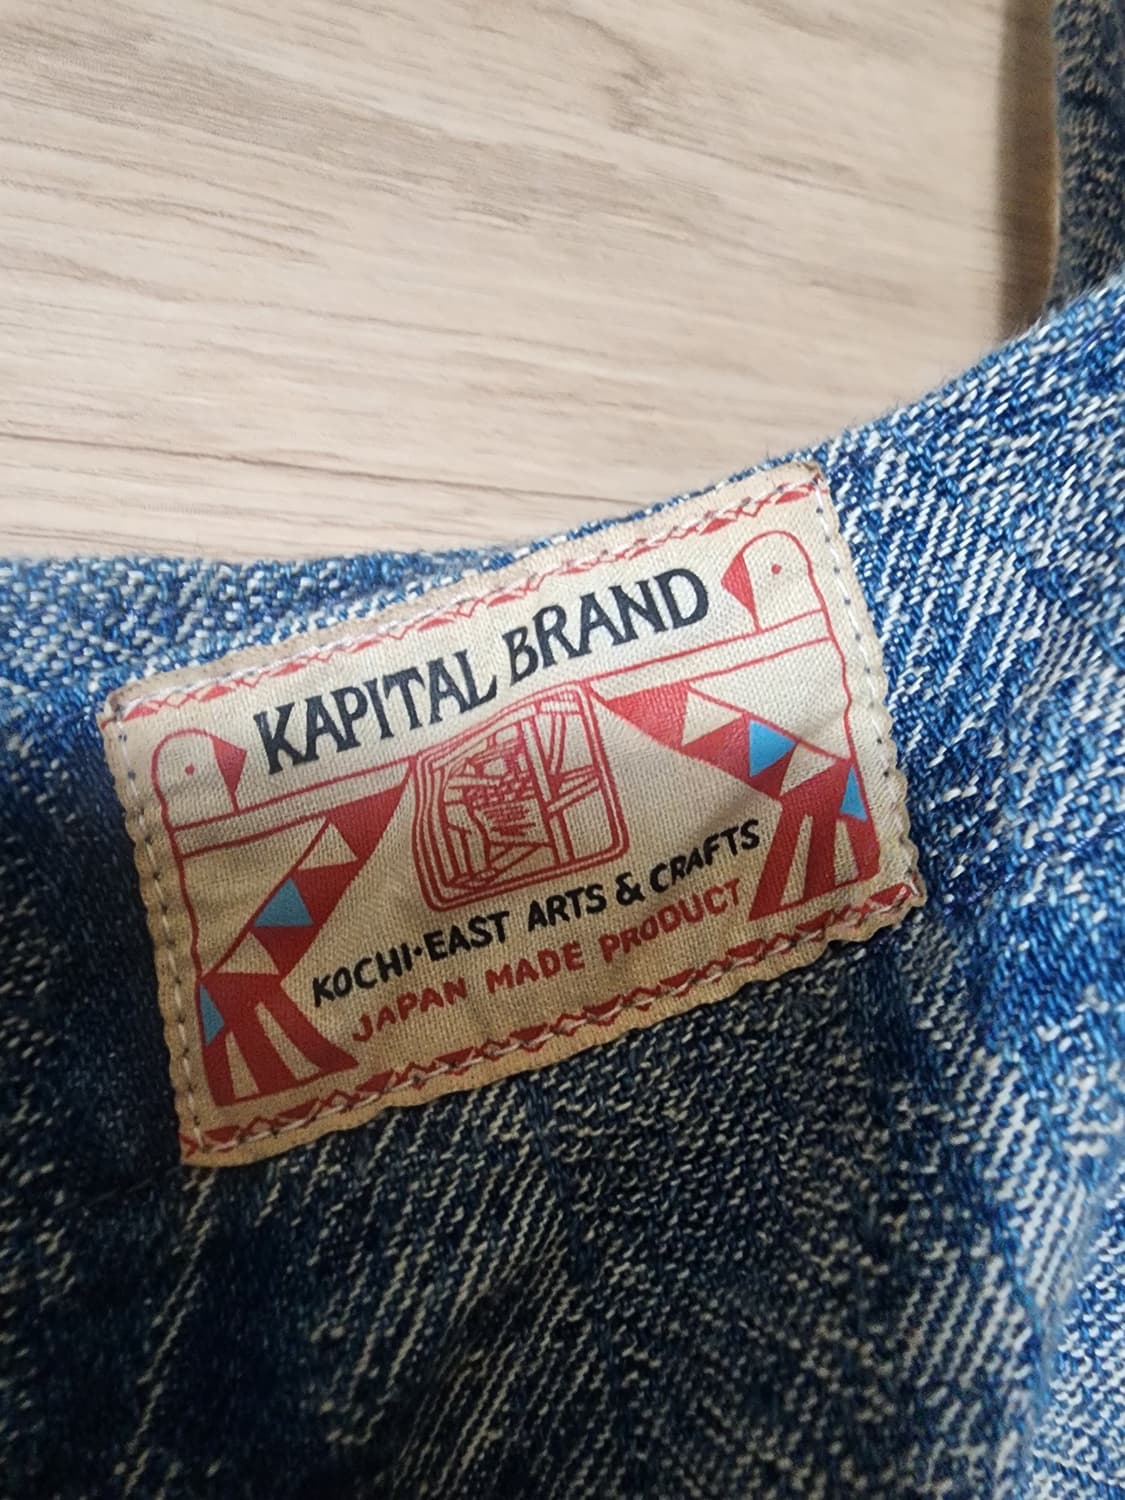 KAPITAL BRAND
KOCHI·EAST ARTS & CRAFTS
JAPAN MADE PRODUCT